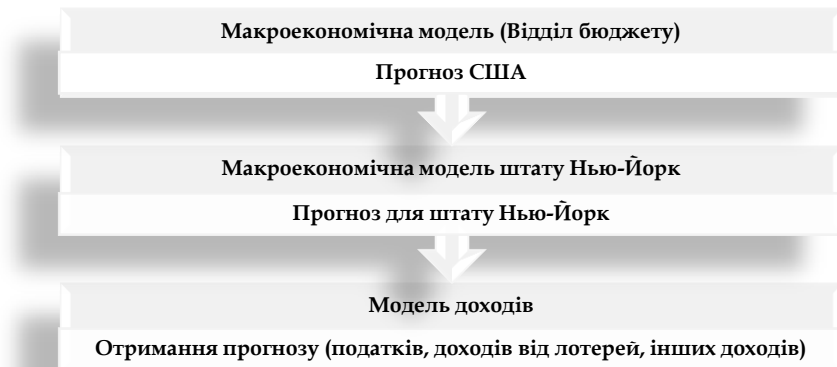 Макроекономічна модель (Відділ бюджету)
Прогноз США
Макроекономічна модель штату Нью-Йорк
Прогноз для штату Нью-Йорк
Модель доходів
Отримання прогнозу (податків, доходів від лотерей, інших доходів)